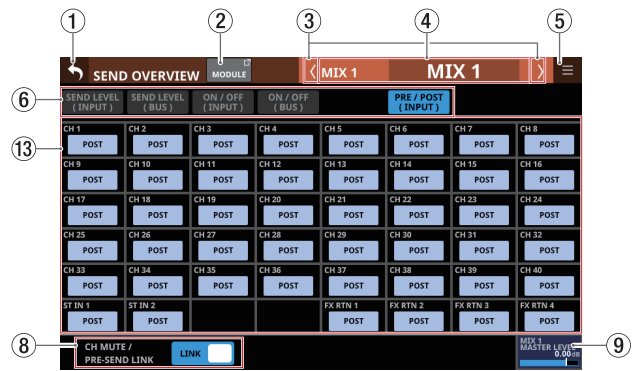 1 2 3 4 5
SEND OVERVIEW MODULE MIX 1 MIX 1
6 SEND LEVEL SEND LEVEL ON / OFF ON / OFF PRE / POST
( INPUT ) ( BUS ) ( INPUT ) ( BUS ) ( INPUT )
13
CH 1 CH 2 CH 3 CH 4 CH 5 CH 6 CH 7 CH 8
POST POST POST POST POST POST POST POST
CH 9 CH 10 CH 11 CH 12 CH 13 CH 14 CH 15 CH 16
POST POST POST POST POST POST POST POST
CH 17 CH 18 CH 19 CH 20 CH 21 CH 22 CH 23 CH 24
POST POST POST POST POST POST POST POST
CH 25 CH 26 CH 27 CH 28 CH 29 CH 30 CH 31 CH 32
POST POST POST POST POST POST POST POST
CH 33 CH 34 CH 35 CH 36 CH 37 CH 38 CH 39 CH 40
POST POST POST POST POST POST POST POST
ST IN 1 ST IN 2 FX RTN 1 FX RTN 2 FX RTN 3 FX RTN 4
POST POST POST POST POST POST
8 CH MUTE /
PRE-SEND LINK LINK
MIX 1
MASTER LEVEL
0.00 dB
9